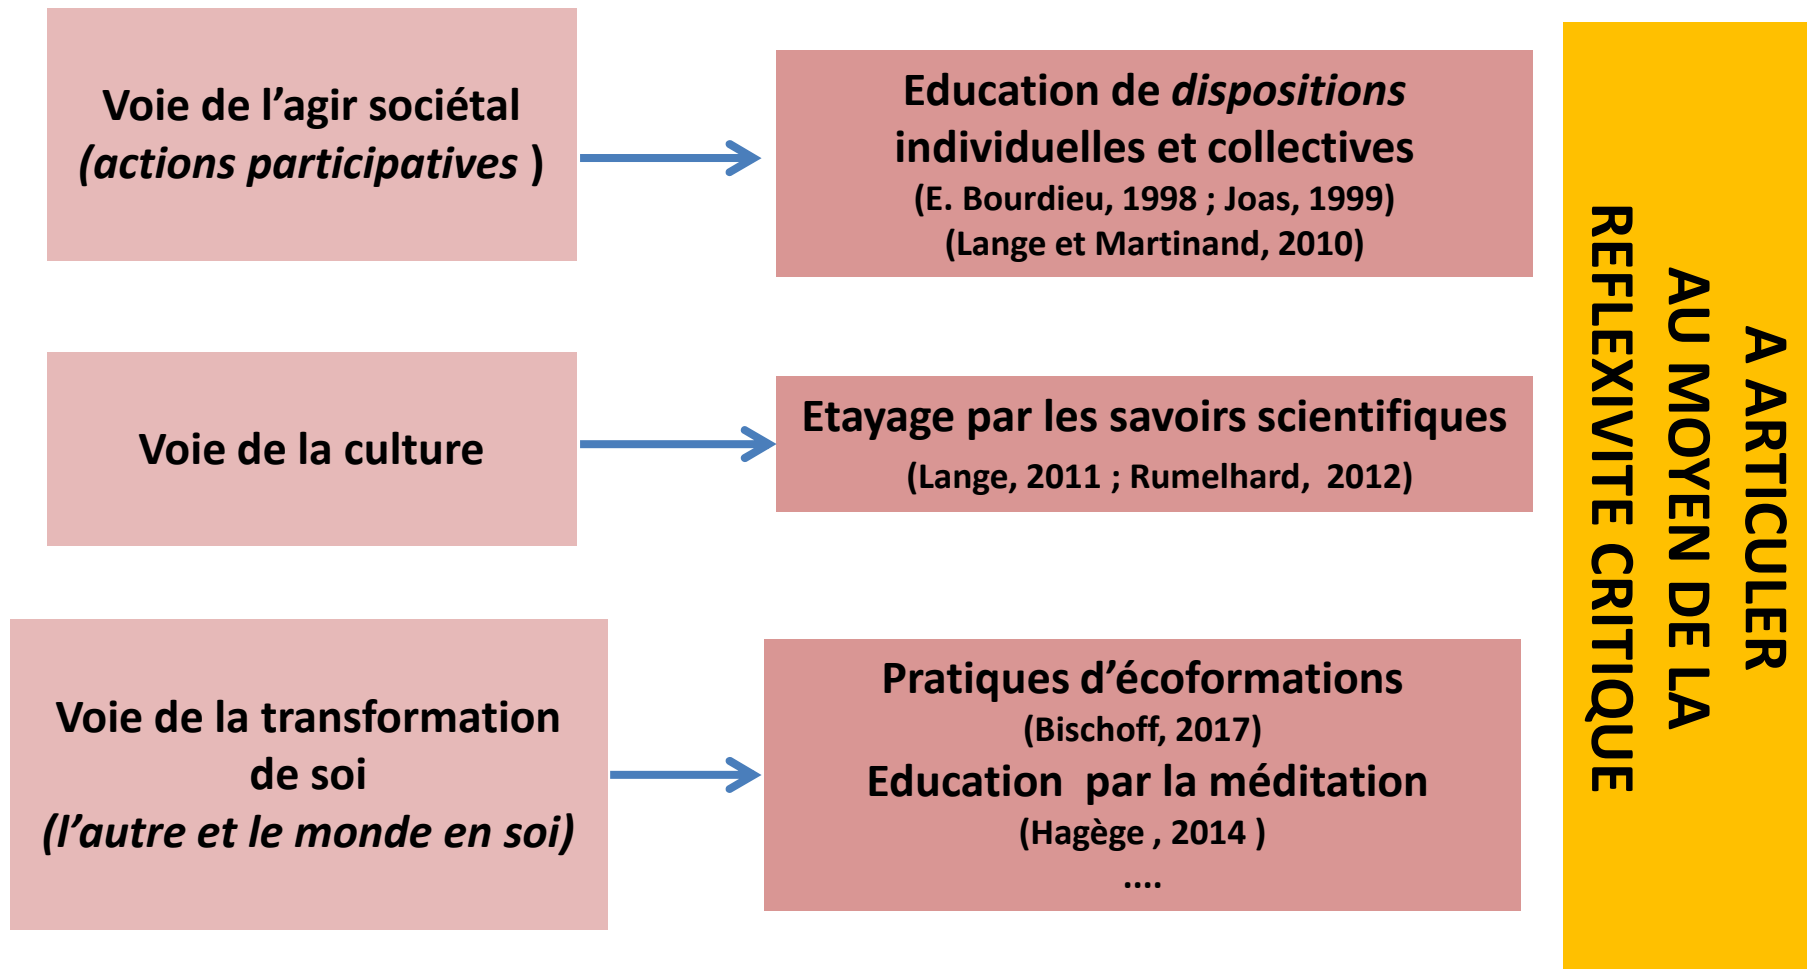 Voie de l’agir sociétal
(actions participatives )
Education de dispositions
individuelles et collectives
(E. Bourdieu, 1998 ; Joas, 1999)
(Lange et Martinand, 2010)
Voie de la culture
Etayage par les savoirs scientifiques
(Lange, 2011 ; Rumelhard,  2012)
Voie de la transformation
de soi
(l’autre et le monde en soi)
Pratiques d’écoformations
(Bischoff, 2017)
Education  par la méditation
(Hagège , 2014 )
....
A ARTICULER
AU MOYEN DE LA
REFLEXIVITE CRITIQUE